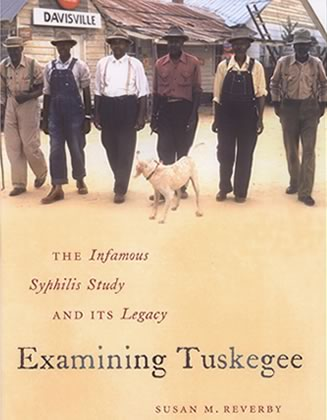 DAVISVILLE
THE Infamous
Syphilis Study
AND ITS Legacy
Examining Tuskegee
SUSAN M. REVERBY